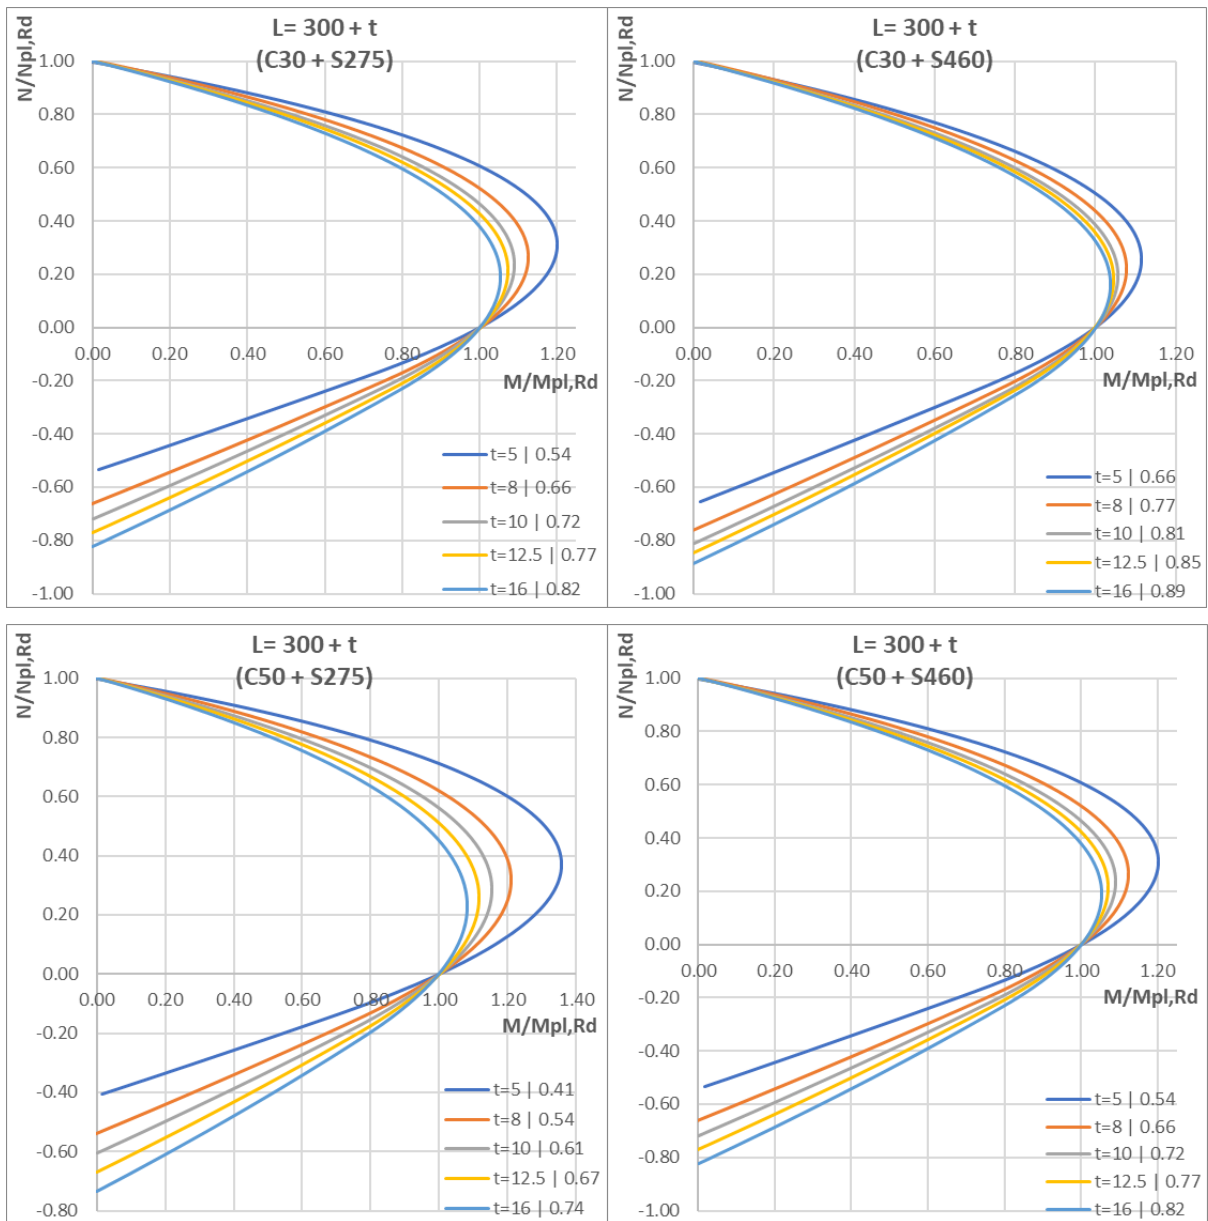 L= 300 + t
(C30 + S275)
N/Npl,Rd
1.00
0.80
0.60
0.40
0.20
0.00
-0.20
-0.40
-0.60
-0.80
-1.00
0.00 0.20 0.40 0.60 0.80 1.00 1.20
M/Mpl,Rd
t=5 | 0.54
t=8 | 0.66
t=10 | 0.72
t=12.5 | 0.77
t=16 | 0.82
L= 300 + t
(C30 + S460)
N/Npl,Rd
1.00
0.80
0.60
0.40
0.20
0.00
-0.20
-0.40
-0.60
-0.80
-1.00
0.00 0.20 0.40 0.60 0.80 1.00 1.20
M/Mpl,Rd
t=5 | 0.66
t=8 | 0.77
t=10 | 0.81
t=12.5 | 0.85
t=16 | 0.89
L= 300 + t
(C50 + S275)
N/Npl,Rd
1.00
0.80
0.60
0.40
0.20
0.00
-0.20
-0.40
-0.60
-0.80
0.00 0.20 0.40 0.60 0.80 1.00 1.20 1.40
M/Mpl,Rd
t=5 | 0.41
t=8 | 0.54
t=10 | 0.61
t=12.5 | 0.67
t=16 | 0.74
L= 300 + t
(C50 + S460)
N/Npl,Rd
1.00
0.80
0.60
0.40
0.20
0.00
-0.20
-0.40
-0.60
-0.80
-1.00
0.00 0.20 0.40 0.60 0.80 1.00 1.20
M/Mpl,Rd
t=5 | 0.54
t=8 | 0.66
t=10 | 0.72
t=12.5 | 0.77
t=16 | 0.82